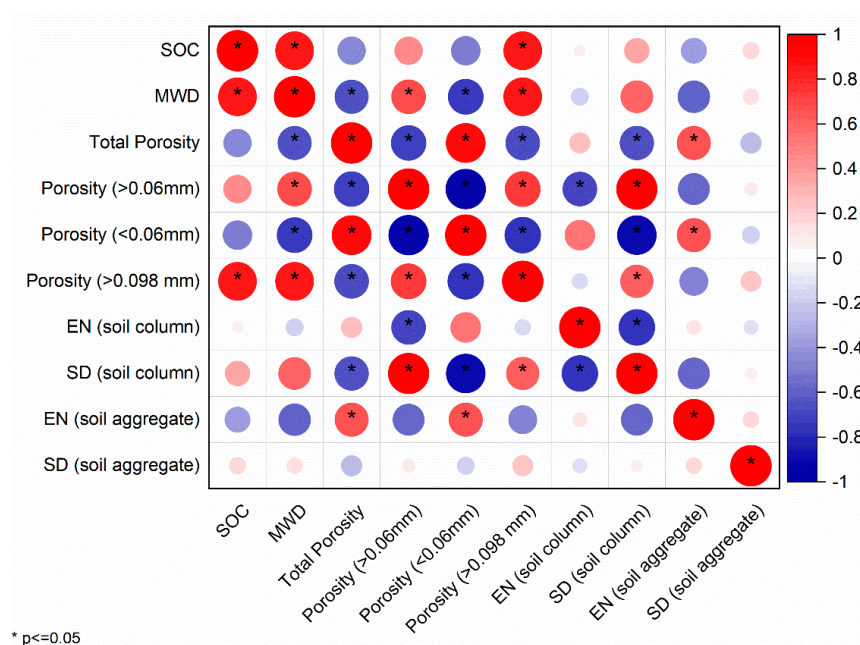 SOC * * *
MWD * * * * * *
Total Porosity * * * * * * * *
Porosity (>0.06mm) * * * * * * *
Porosity (<0.06mm) * * * * * * *
Porosity (>0.098 mm) * * * * * * *
EN (soil column) * * *
SD (soil column) * * * * * *
EN (soil aggregate) * * *
SD (soil aggregate) *
SOC
MWD
Total Porosity
Porosity (>0.06mm)
Porosity (<0.06mm)
Porosity (>0.098 mm)
EN (soil column)
SD (soil column)
EN (soil aggregate)
SD (soil aggregate)
1
0.8
0.6
0.4
0.2
0
-0.2
-0.4
-0.6
-0.8
-1
* p<=0.05